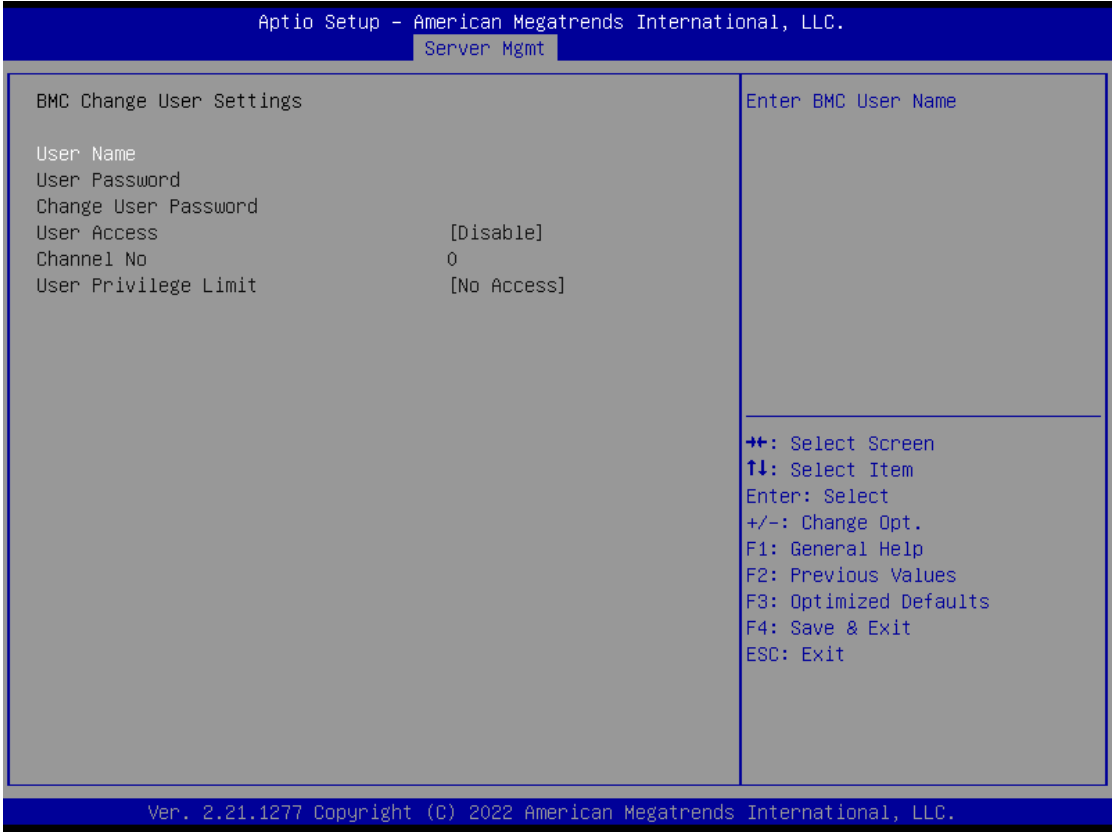 Aptio Setup – American Megatrends International, LLC.
Server Mgmt
BMC Change User Settings
User Name
User Password
Change User Password
User Access [Disable]
Channel No 0
User Privilege Limit [No Access]
Enter BMC User Name
→←: Select Screen
↑↓: Select Item
Enter: Select
+/-: Change Opt.
F1: General Help
F2: Previous Values
F3: Optimized Defaults
F4: Save & Exit
ESC: Exit
Ver. 2.21.1277 Copyright (C) 2022 American Megatrends International, LLC.